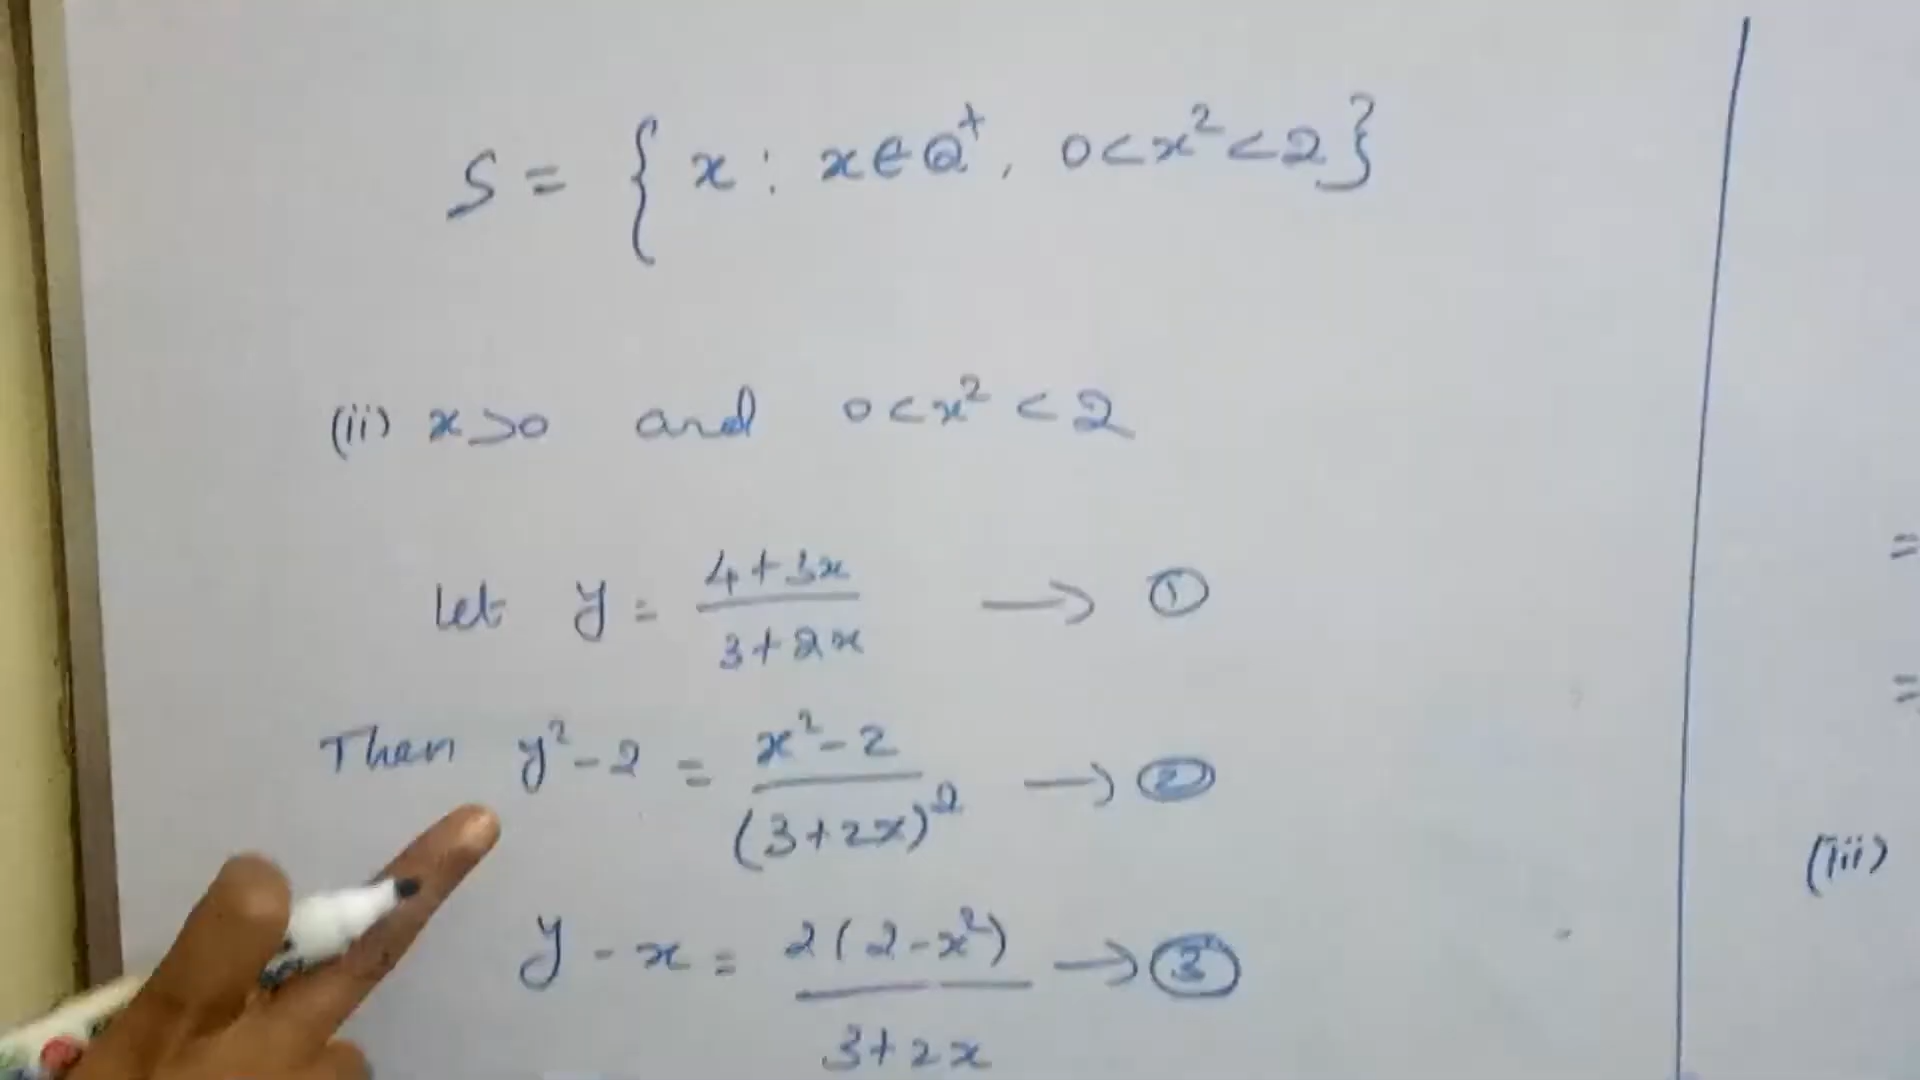 S = { x : x ∈ Q⁺, 0 < x² < 2 }
(ii) x > 0 and 0 < x² < 2
Let y = (4 + 3x) / (3 + 2x) → ①
Then y² - 2 = (x² - 2) / (3 + 2x)² → ②
y - x = 2(2 - x²) / (3 + 2x) → ③
=
=
(iii)